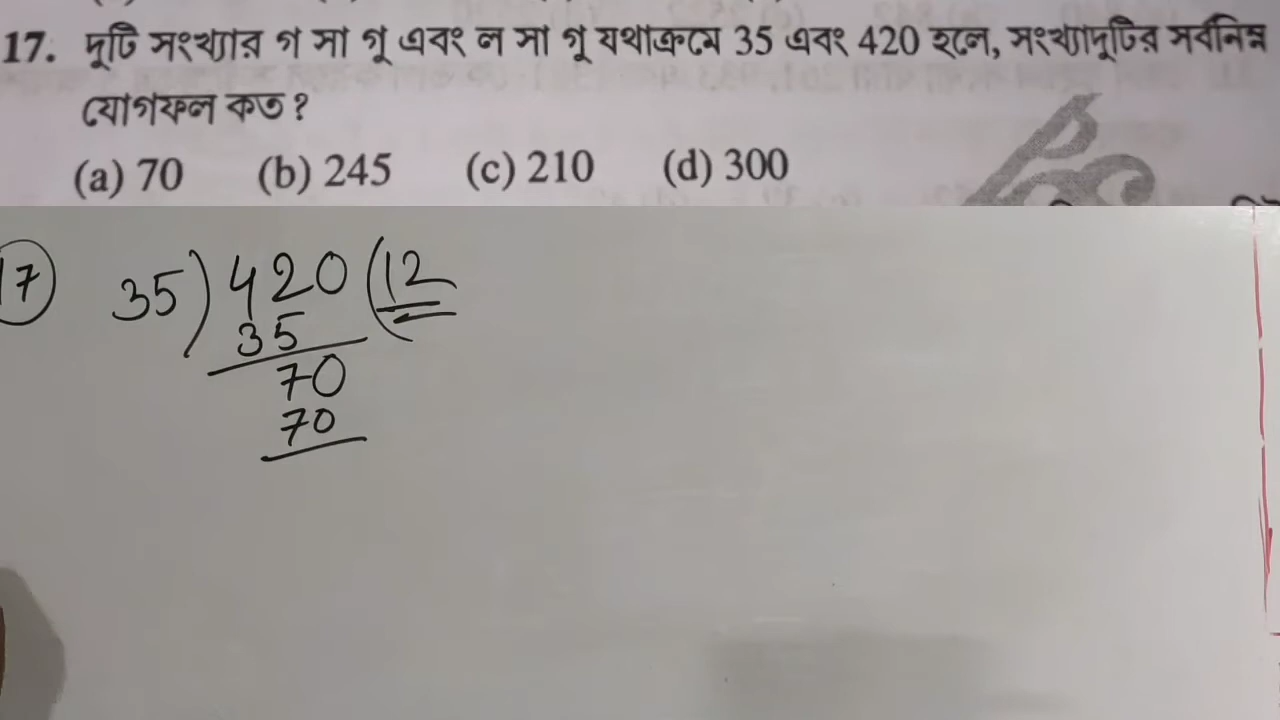 17. দুটি সংখ্যার গ সা গু এবং ল সা গু যথাক্রমে 35 এবং 420 হলে, সংখ্যাদুটির সর্বনিম্ন
যোগফল কত?
(a) 70 (b) 245 (c) 210 (d) 300
17 35 ) 420 ( 12
35
70
70